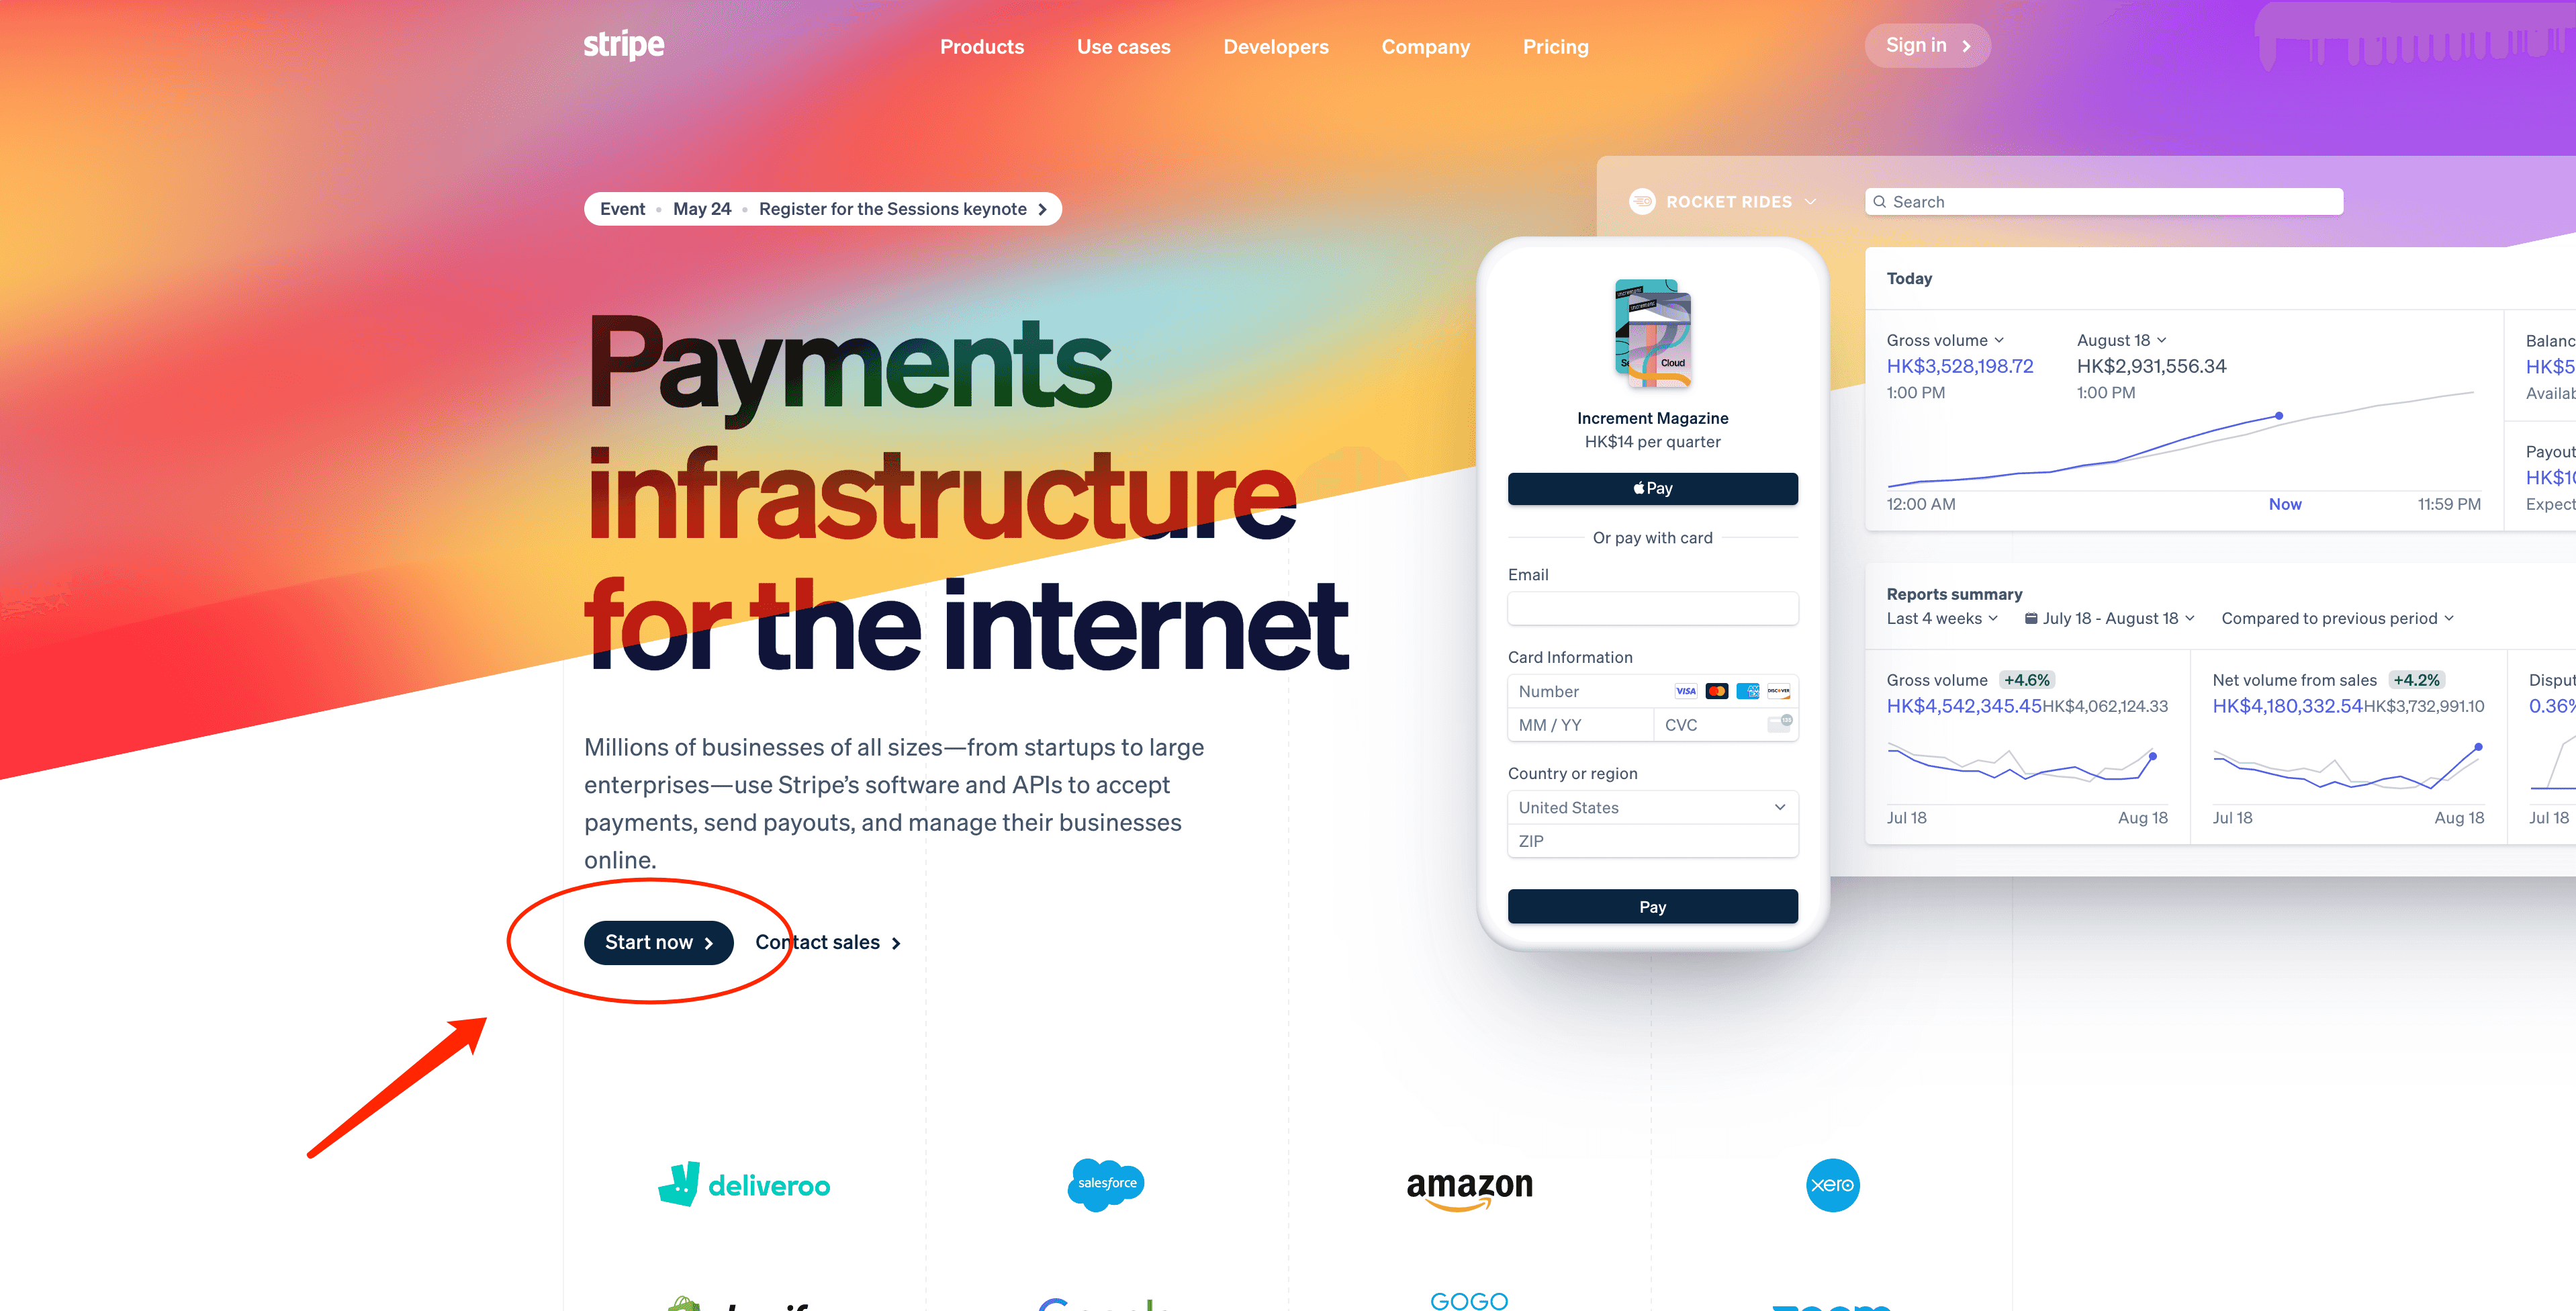 stripe
Products Use cases Developers Company Pricing
Sign in
Event • May 24 • Register for the Sessions keynote
Payments
infrastructure
for the internet
Millions of businesses of all sizes—from startups to large
enterprises—use Stripe’s software and APIs to accept
payments, send payouts, and manage their businesses
online.
Start now
Contact sales
Increment
Cloud
Increment Magazine
HK$14 per quarter
Pay
Or pay with card
Email
Card Information
Number VISA DISCOVER
MM / YY CVC
Country or region
United States
ZIP
Pay
ROCKET RIDES
Search
Today
Gross volume August 18
HK$3,528,198.72 HK$2,931,556.34
1:00 PM 1:00 PM
12:00 AM Now 11:59 PM
Balanc
HK$5
Availab
Payout
HK$10
Expect
Reports summary
Last 4 weeks July 18 - August 18 Compared to previous period
Gross volume +4.6%
HK$4,542,345.45 HK$4,062,124.33
Jul 18 Aug 18
Net volume from sales +4.2%
HK$4,180,332.54 HK$3,732,991.10
Jul 18 Aug 18
Disput
0.36%
Jul 18
deliveroo
salesforce
amazon
xero
GOGO